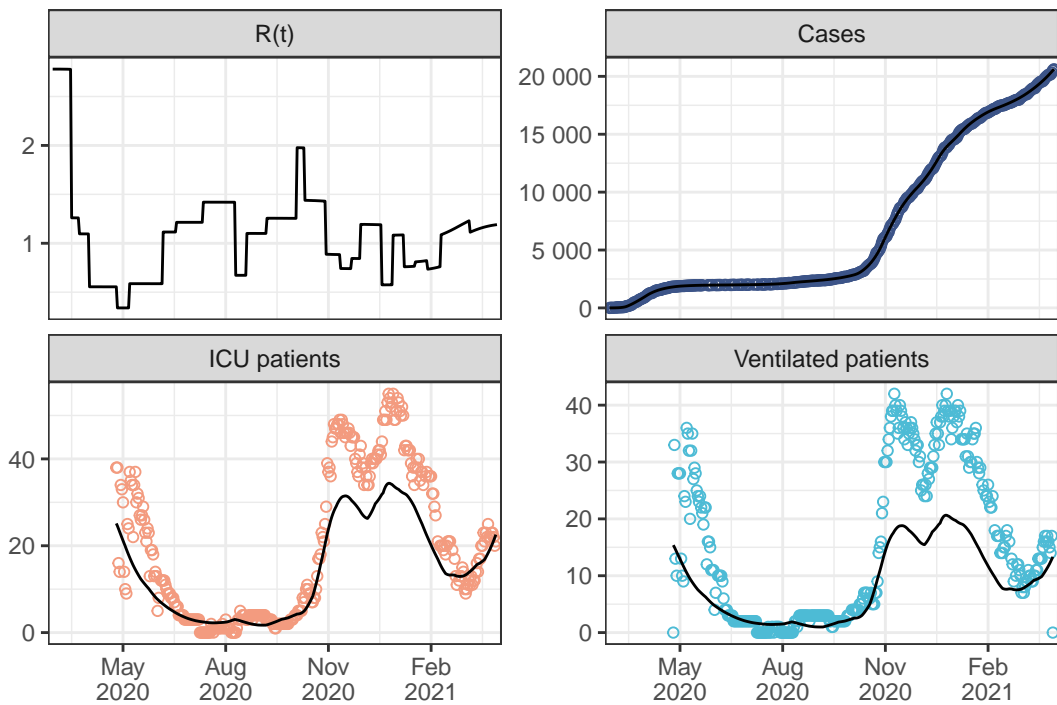 R(t)
Cases
2
1
20 000
15 000
10 000
5 000
0
ICU patients
Ventilated patients
40
20
0
40
30
20
10
0
May Aug Nov Feb
2020 2020 2020 2021
May Aug Nov Feb
2020 2020 2020 2021